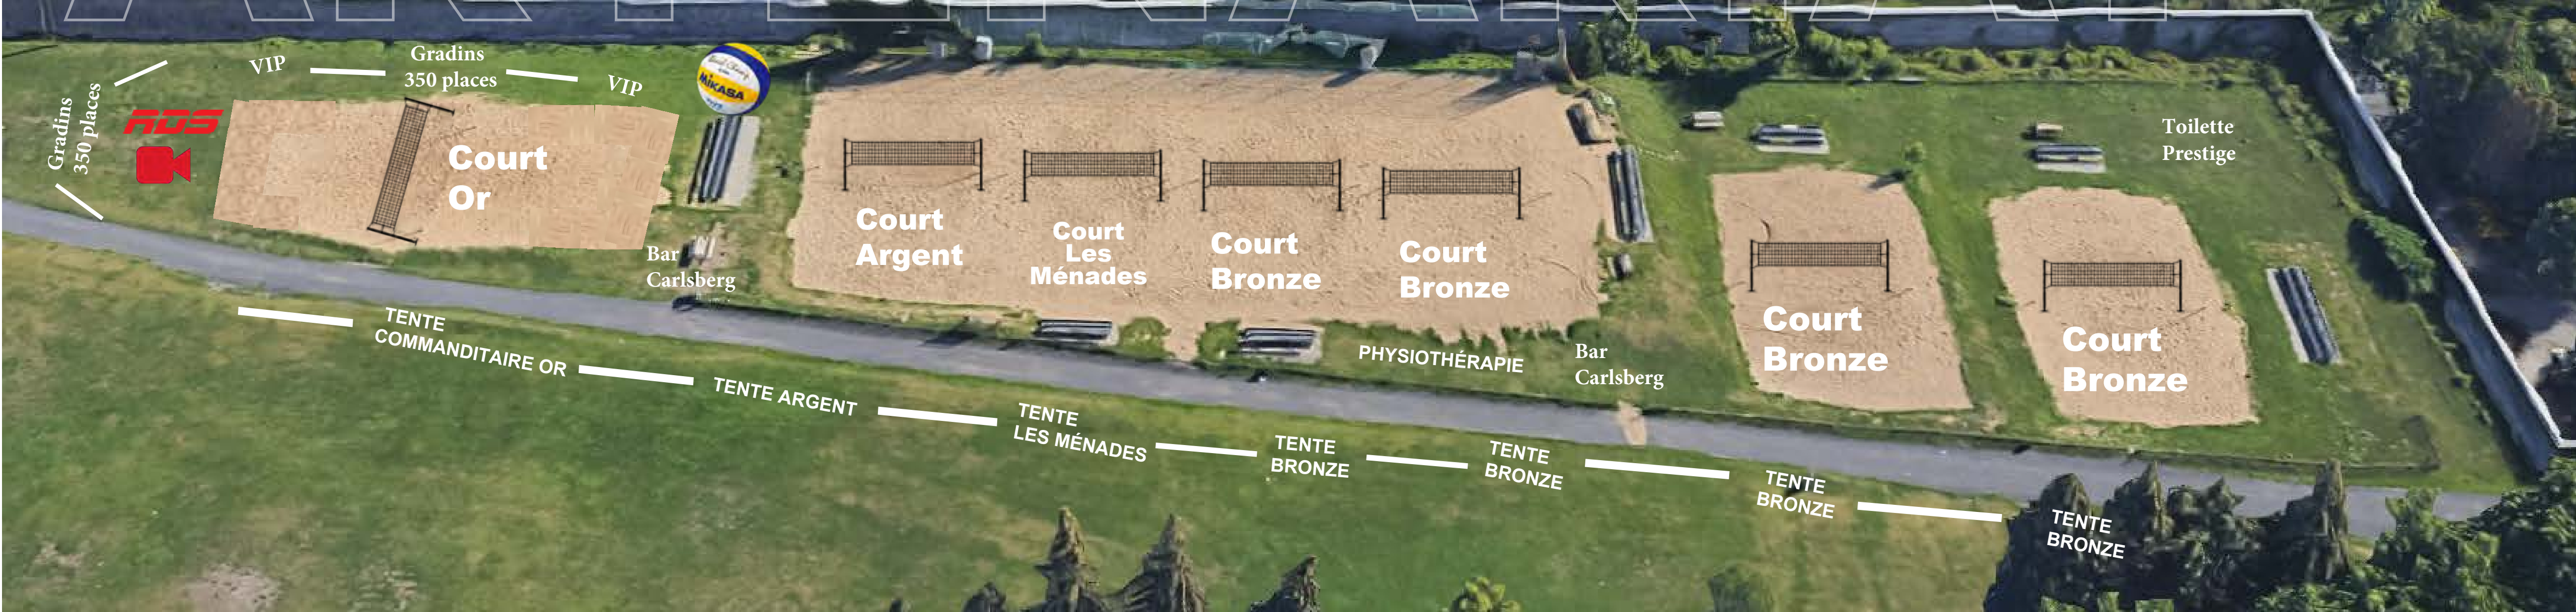 VIP
Gradins
350 places
VIP
Gradins
350 places
RDS
MIKASA
Court
Or
Bar
Carlsberg
Court
Argent
Court
Les
Ménades
Court
Bronze
Court
Bronze
Toilette
Prestige
Court
Bronze
Court
Bronze
PHYSIOTHÉRAPIE
Bar
Carlsberg
TENTE
COMMANDITAIRE OR
TENTE ARGENT
TENTE
LES MÉNADES
TENTE
BRONZE
TENTE
BRONZE
TENTE
BRONZE
TENTE
BRONZE